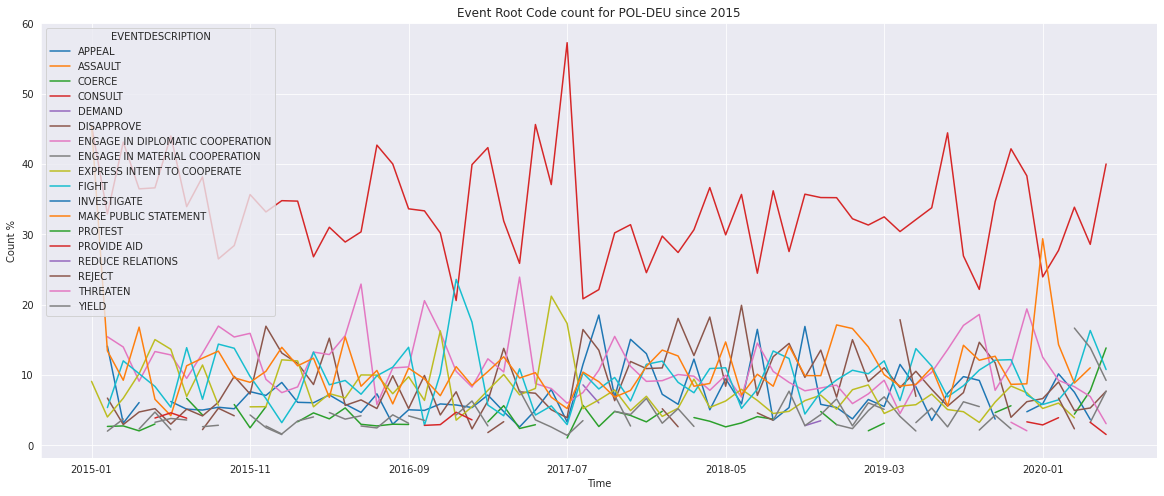 Event Root Code count for POL-DEU since 2015
Count %
60
50
40
30
20
10
0
EVENTDESCRIPTION
APPEAL
ASSAULT
COERCE
CONSULT
DEMAND
DISAPPROVE
ENGAGE IN DIPLOMATIC COOPERATION
ENGAGE IN MATERIAL COOPERATION
EXPRESS INTENT TO COOPERATE
FIGHT
INVESTIGATE
MAKE PUBLIC STATEMENT
PROTEST
PROVIDE AID
REDUCE RELATIONS
REJECT
THREATEN
YIELD
2015-01 2015-11 2016-09 2017-07 2018-05 2019-03 2020-01
Time